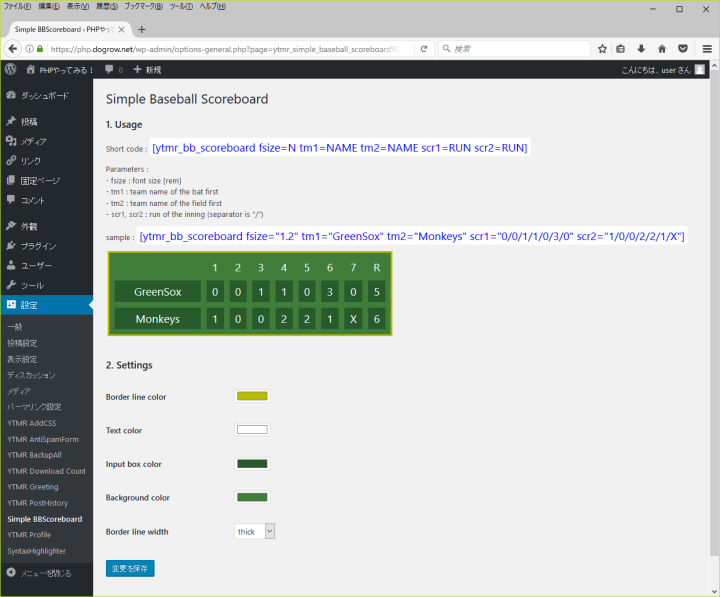 ファイル(F) 編集(E) 表示(V) 履歴(S) ブックマーク(B) ツール(T) ヘルプ(H)
Simple BBScoreboard ‹ PHPやっ
https://php.dogrow.net/wp-admin/options-general.php?page=ytmr_simple_baseball_scoreboard%
検索
PHPやってみる！ 0 新規 こんにちは、user さん
ダッシュボード
投稿
メディア
リンク
固定ページ
コメント
外観
プラグイン
ユーザー
ツール
設定
一般
投稿設定
表示設定
ディスカッション
メディア
パーマリンク設定
YTMR AddCSS
YTMR AntiSpamForm
YTMR BackupAll
YTMR Download Count
YTMR Greeting
YTMR PostHistory
Simple BBScoreboard
YTMR Profile
SyntaxHighlighter
メニューを閉じる
Simple Baseball Scoreboard
1. Usage
Short code : [ytmr_bb_scoreboard fsize=N tm1=NAME tm2=NAME scr1=RUN scr2=RUN]
Parameters :
- fsize : font size [rem]
- tm1 : team name of the bat first
- tm2 : team name of the field first
- scr1, scr2 : run of the inning (separator is "/")
sample : [ytmr_bb_scoreboard fsize="1.2" tm1="GreenSox" tm2="Monkeys" scr1="0/0/1/1/0/3/0" scr2="1/0/0/2/2/1/X"]
1 2 3 4 5 6 7 R
GreenSox 0 0 1 1 0 3 0 5
Monkeys 1 0 0 2 2 1 X 6
2. Settings
Border line color
Text color
Input box color
Background color
Border line width thick
変更を保存